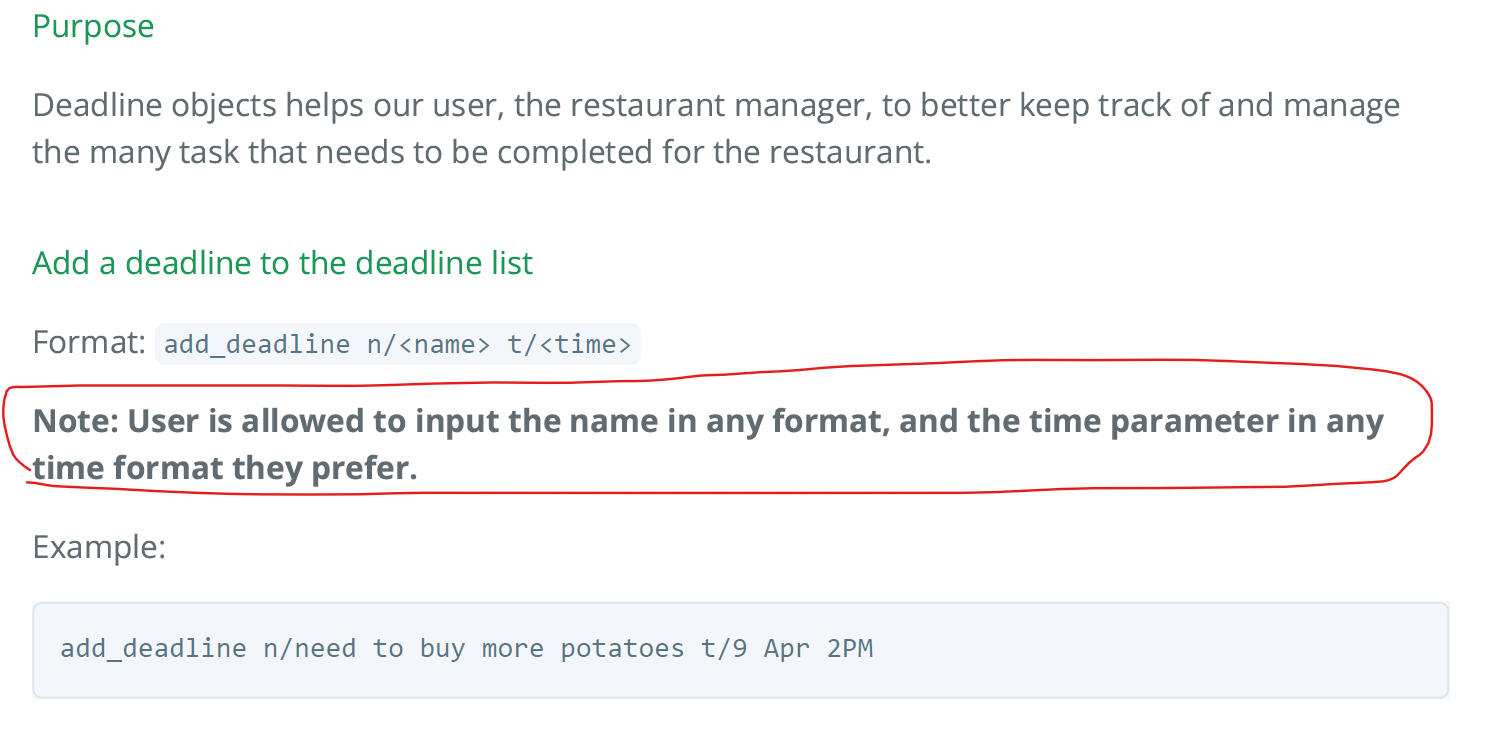 Purpose
Deadline objects helps our user, the restaurant manager, to better keep track of and manage
the many task that needs to be completed for the restaurant.
Add a deadline to the deadline list
Format: add_deadline n/<name> t/<time>
Note: User is allowed to input the name in any format, and the time parameter in any
time format they prefer.
Example:
add_deadline n/need to buy more potatoes t/9 Apr 2PM